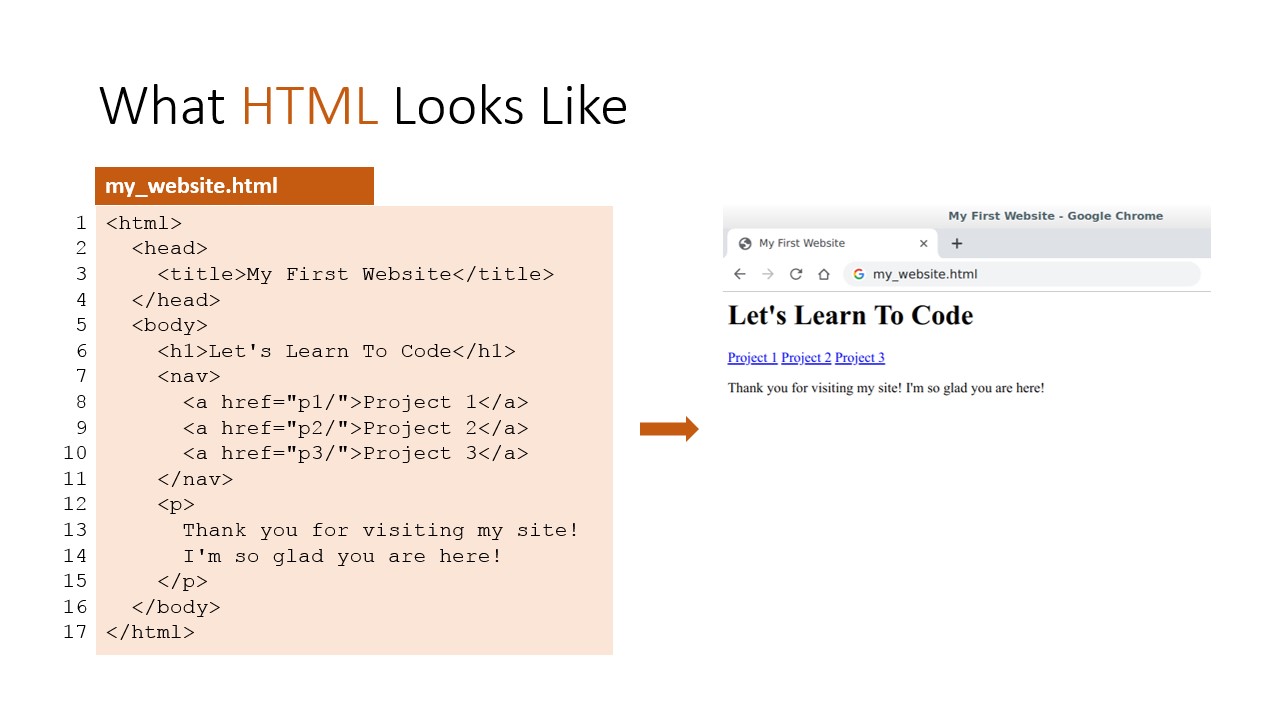 What HTML Looks Like
my_website.html
1 <html>
2   <head>
3     <title>My First Website</title>
4   </head>
5   <body>
6     <h1>Let's Learn To Code</h1>
7     <nav>
8       <a href="p1/">Project 1</a>
9       <a href="p2/">Project 2</a>
10       <a href="p3/">Project 3</a>
11     </nav>
12     <p>
13       Thank you for visiting my site!
14       I'm so glad you are here!
15     </p>
16   </body>
17 </html>
My First Website - Google Chrome
My First Website
my_website.html
Let's Learn To Code
Project 1 Project 2 Project 3
Thank you for visiting my site! I'm so glad you are here!